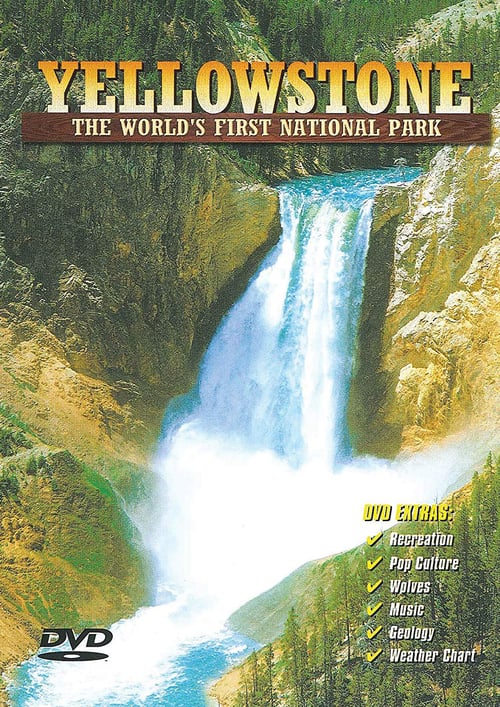 YELLOWSTONE
THE WORLD'S FIRST NATIONAL PARK
DVD EXTRAS:
Recreation
Pop Culture
Wolves
Music
Geology
Weather Chart
DVD